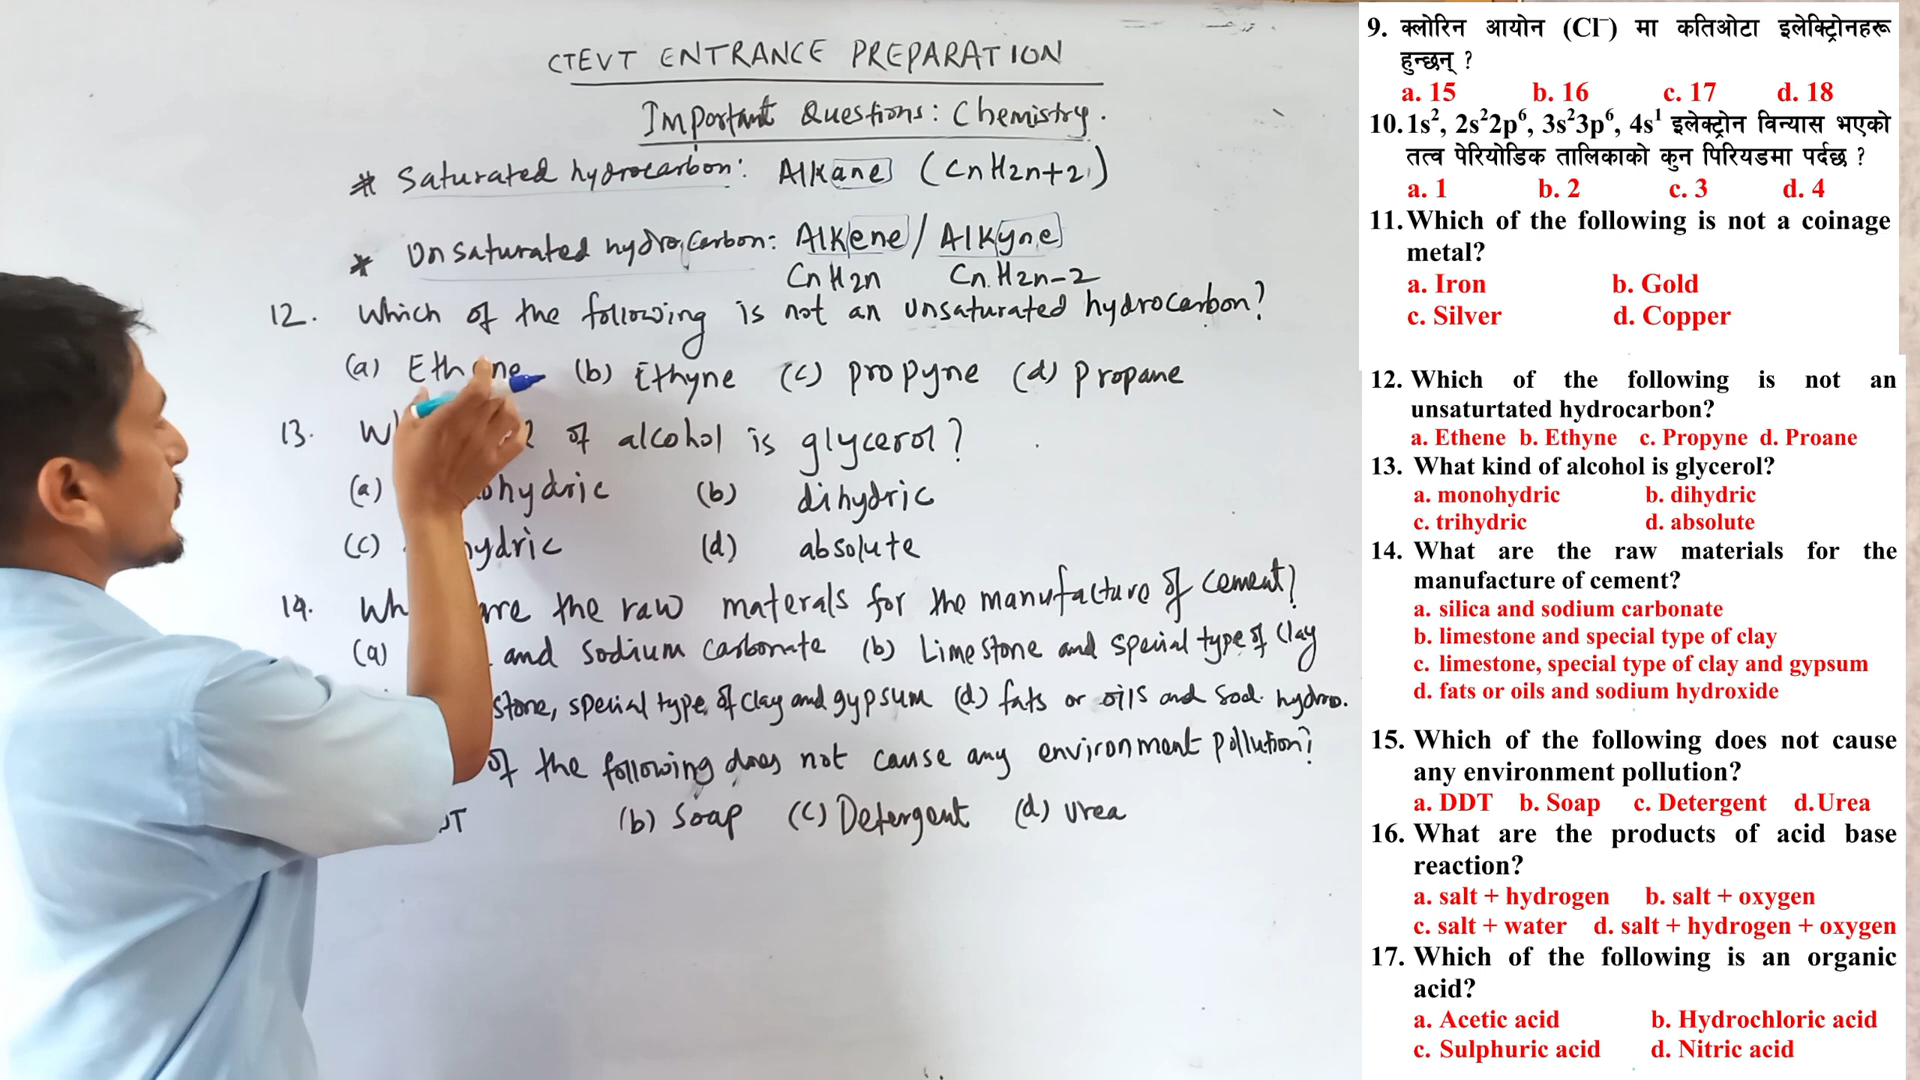 CTEVT ENTRANCE PREPARATION
Important Questions: Chemistry.
* Saturated hydrocarbon: Alkane (CnH2n+2)
* Unsaturated hydrocarbon: Alkene / Alkyne
CnH2n CnH2n-2
12. Which of the following is not an unsaturated hydrocarbon?
(a) (b) Ethyne (c) propyne (d) propane
13. of alcohol is glycerol?
(a) (b) dihydric
(c) (d) absolute
14. the raw materals for the manufacture of cement?
(a) and sodium carbonate (b) Limestone and special type of clay
stone, special type of clay and gypsum (d) fats or oils and sod. hydro.
of the following does not cause any environment pollution?
(b) Soap (c) Detergent (d) Urea
9. क्लोरिन आयोन (Cl⁻) मा कतिओटा इलेक्ट्रिोनहरू
हुन्छन् ?
a. 15 b. 16 c. 17 d. 18
10. 1s², 2s²2p⁶, 3s²3p⁶, 4s¹ इलेक्ट्रोन विन्यास भएको
तत्व पेरियोडिक तालिकाको कुन पिरियडमा पर्दछ ?
a. 1 b. 2 c. 3 d. 4
11. Which of the following is not a coinage
metal?
a. Iron b. Gold
c. Silver d. Copper
12. Which of the following is not an
unsaturtated hydrocarbon?
a. Ethene b. Ethyne c. Propyne d. Proane
13. What kind of alcohol is glycerol?
a. monohydric b. dihydric
c. trihydric d. absolute
14. What are the raw materials for the
manufacture of cement?
a. silica and sodium carbonate
b. limestone and special type of clay
c. limestone, special type of clay and gypsum
d. fats or oils and sodium hydroxide
15. Which of the following does not cause
any environment pollution?
a. DDT b. Soap c. Detergent d. Urea
16. What are the products of acid base
reaction?
a. salt + hydrogen b. salt + oxygen
c. salt + water d. salt + hydrogen + oxygen
17. Which of the following is an organic
acid?
a. Acetic acid b. Hydrochloric acid
c. Sulphuric acid d. Nitric acid